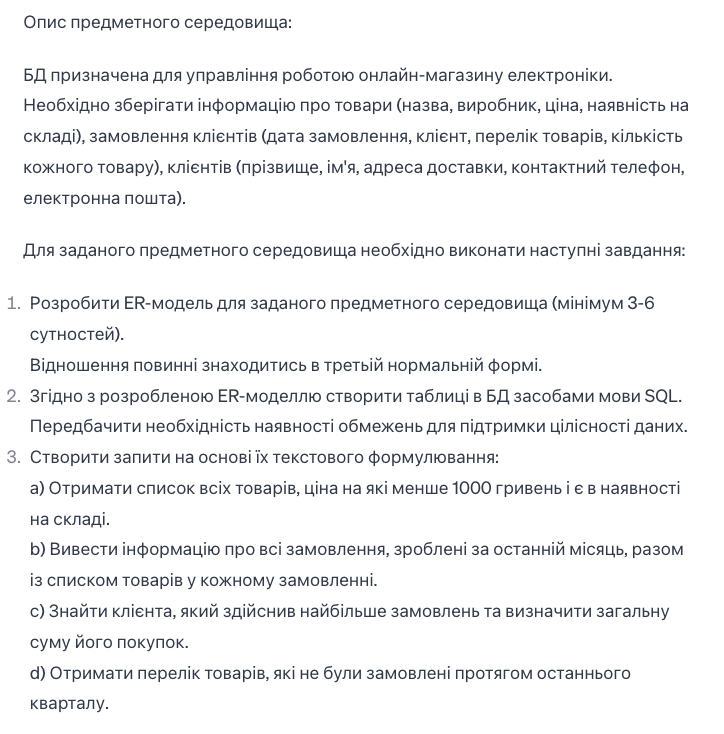 Опис предметного середовища:
БД призначена для управління роботою онлайн-магазину електроніки.
Необхідно зберігати інформацію про товари (назва, виробник, ціна, наявність на
складі), замовлення клієнтів (дата замовлення, клієнт, перелік товарів, кількість
кожного товару), клієнтів (прізвище, ім'я, адреса доставки, контактний телефон,
електронна пошта).
Для заданого предметного середовища необхідно виконати наступні завдання:
1. Розробити ER-модель для заданого предметного середовища (мінімум 3-6
сутностей).
Відношення повинні знаходитись в третьій нормальній формі.
2. Згідно з розробленою ER-моделлю створити таблиці в БД засобами мови SQL.
Передбачити необхідність наявності обмежень для підтримки цілісності даних.
3. Створити запити на основі їх текстового формулювання:
a) Отримати список всіх товарів, ціна на які менше 1000 гривень і є в наявності
на складі.
b) Вивести інформацію про всі замовлення, зроблені за останній місяць, разом
із списком товарів у кожному замовленні.
c) Знайти клієнта, який здійснив найбільше замовлень та визначити загальну
суму його покупок.
d) Отримати перелік товарів, які не були замовлені протягом останнього
кварталу.